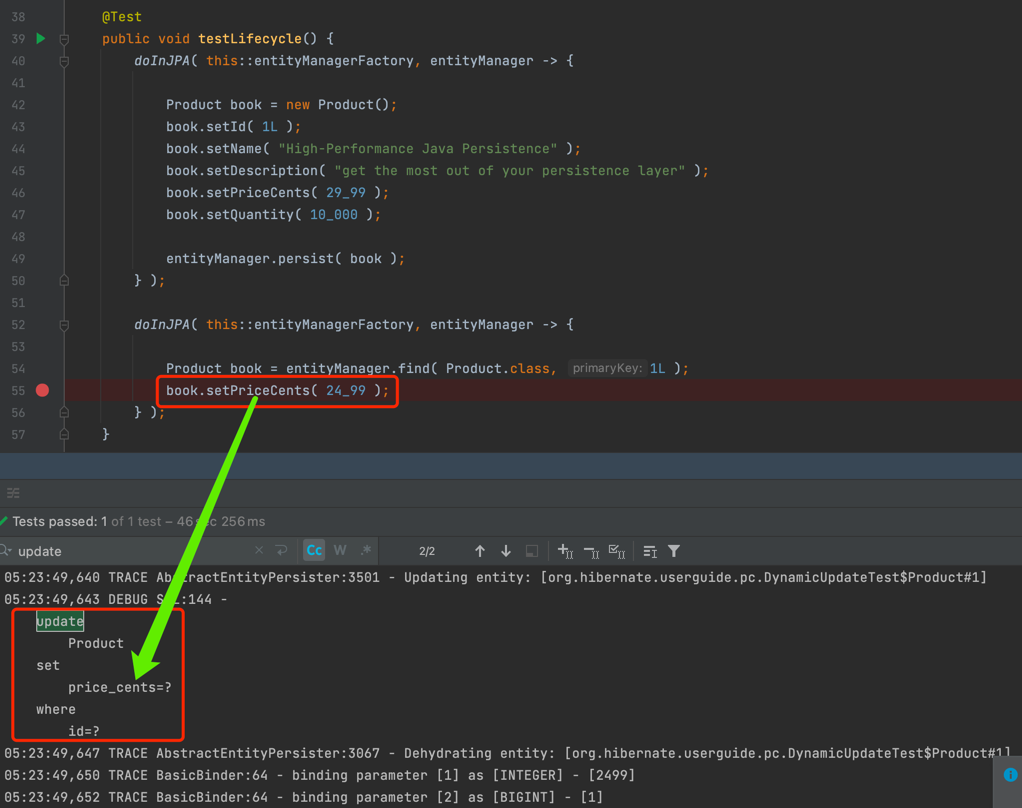 38 @Test
39 public void testLifecycle() {
40 doInJPA( this::entityManagerFactory, entityManager -> {
41
42 Product book = new Product();
43 book.setId( 1L );
44 book.setName( "High-Performance Java Persistence" );
45 book.setDescription( "get the most out of your persistence layer" );
46 book.setPriceCents( 29_99 );
47 book.setQuantity( 10_000 );
48
49 entityManager.persist( book );
50 } );
51
52 doInJPA( this::entityManagerFactory, entityManager -> {
53
54 Product book = entityManager.find( Product.class, primaryKey: 1L );
55 book.setPriceCents( 24_99 );
56 } );
57 }
Tests passed: 1 of 1 test – 46 sec 256 ms
update Cc W .* 2/2
05:23:49,640 TRACE AbstractEntityPersister:3501 - Updating entity: [org.hibernate.userguide.pc.DynamicUpdateTest$Product#1]
05:23:49,643 DEBUG SQL:144 -
update
Product
set
price_cents=?
where
id=?
05:23:49,647 TRACE AbstractEntityPersister:3067 - Dehydrating entity: [org.hibernate.userguide.pc.DynamicUpdateTest$Product#1]
05:23:49,650 TRACE BasicBinder:64 - binding parameter [1] as [INTEGER] - [2499]
05:23:49,652 TRACE BasicBinder:64 - binding parameter [2] as [BIGINT] - [1]